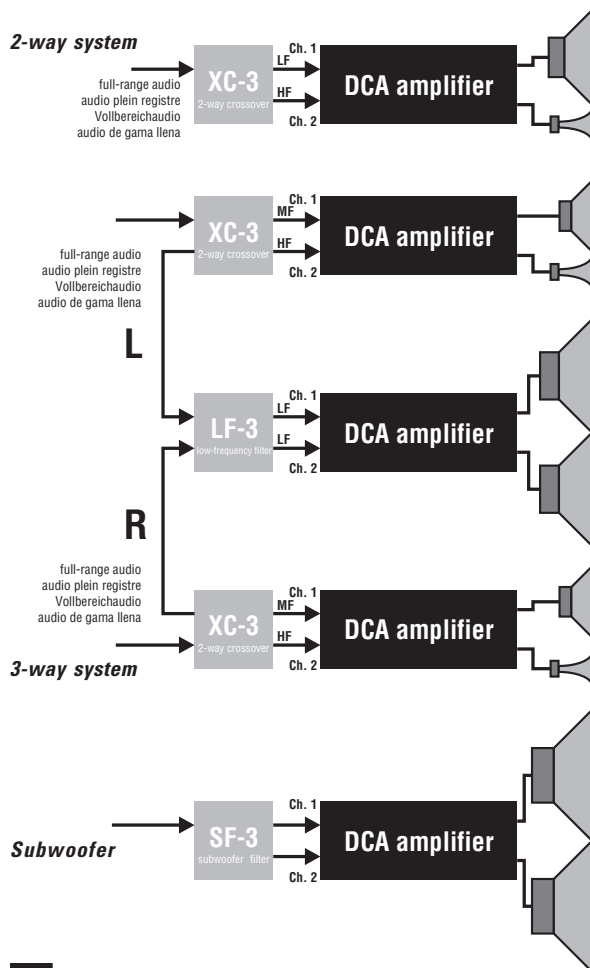 2-way system
full-range audio
audio plein registre
Vollbereichaudio
audio de gama llena
XC-3
2-way crossover
Ch. 1
LF
HF
Ch. 2
DCA amplifier
full-range audio
audio plein registre
Vollbereichaudio
audio de gama llena
XC-3
2-way crossover
Ch. 1
MF
HF
Ch. 2
DCA amplifier
L
LF-3
low-frequency filter
Ch. 1
LF
LF
Ch. 2
DCA amplifier
R
full-range audio
audio plein registre
Vollbereichaudio
audio de gama llena
XC-3
2-way crossover
Ch. 1
MF
HF
Ch. 2
DCA amplifier
3-way system
Subwoofer
SF-3
subwoofer filter
Ch. 1
Ch. 2
DCA amplifier